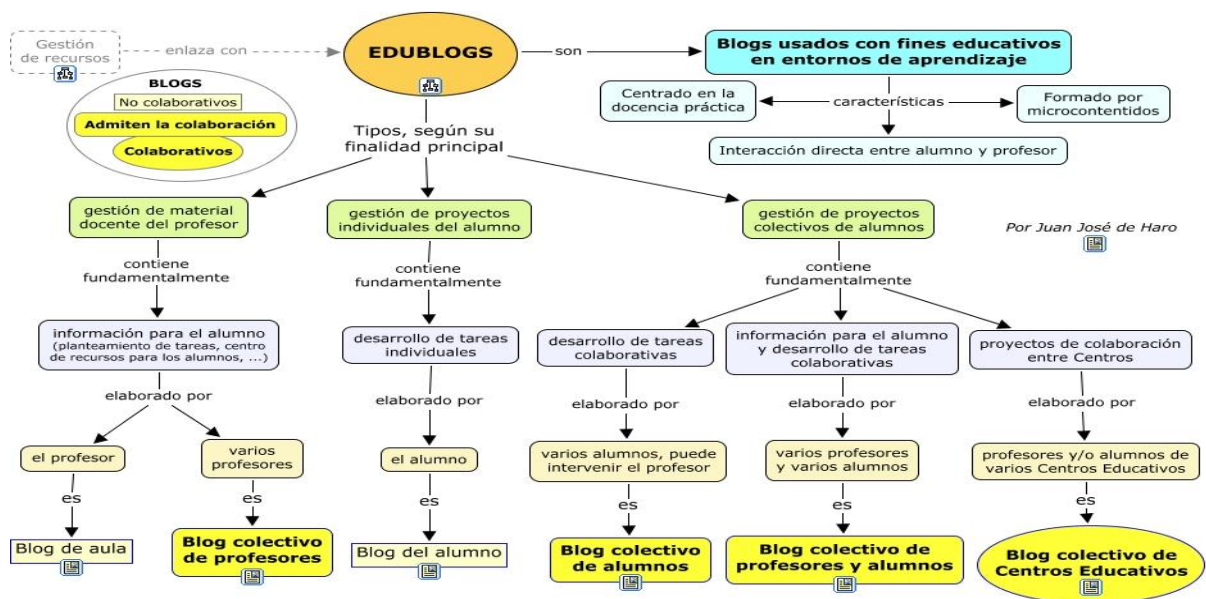 Gestión
de recursos
enlaza con
EDUBLOGS
son
Blogs usados con fines educativos
en entornos de aprendizaje
BLOGS
No colaborativos
Admiten la colaboración
Colaborativos
Centrado en la
docencia práctica
características
Formado por
microcontenidos
Interacción directa entre alumno y profesor
Tipos, según su
finalidad principal
gestión de material
docente del profesor
gestión de proyectos
individuales del alumno
gestión de proyectos
colectivos de alumnos
Por Juan José de Haro
contiene
fundamentalmente
contiene
fundamentalmente
contiene
fundamentalmente
información para el alumno
(planteamiento de tareas, centro
de recursos para los alumnos, ...)
desarrollo de tareas
individuales
desarrollo de tareas
colaborativas
información para el alumno
y desarrollo de tareas
colaborativas
proyectos de colaboración
entre Centros
elaborado por
elaborado por
elaborado por
elaborado por
elaborado por
el profesor
varios
profesores
el alumno
varios alumnos, puede
intervenir el profesor
varios profesores
y varios alumnos
profesores y/o alumnos de
varios Centros Educativos
es
es
es
es
es
es
Blog de aula
Blog colectivo
de profesores
Blog del alumno
Blog colectivo
de alumnos
Blog colectivo de
profesores y alumnos
Blog colectivo de
Centros Educativos